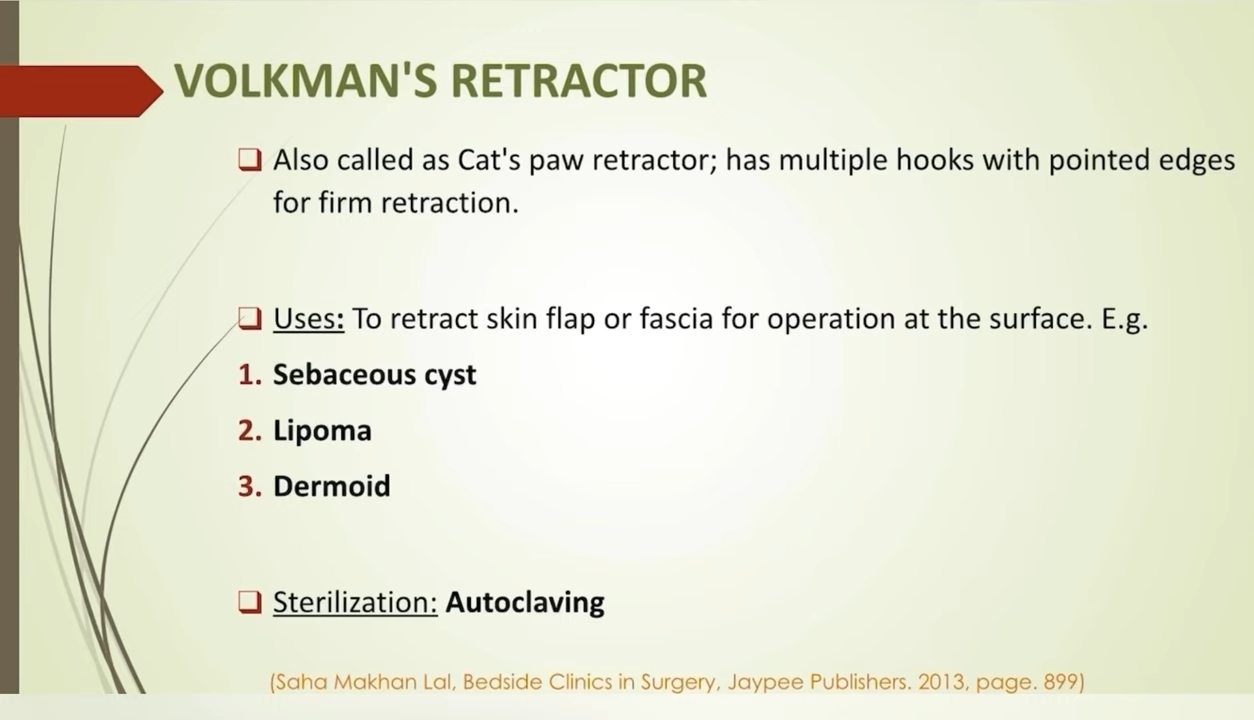 VOLKMAN'S RETRACTOR
Also called as Cat's paw retractor; has multiple hooks with pointed edges
for firm retraction.
Uses: To retract skin flap or fascia for operation at the surface. E.g.
1. Sebaceous cyst
2. Lipoma
3. Dermoid
Sterilization: Autoclaving
(Saha Makhan Lal, Bedside Clinics in Surgery, Jaypee Publishers. 2013, page. 899)